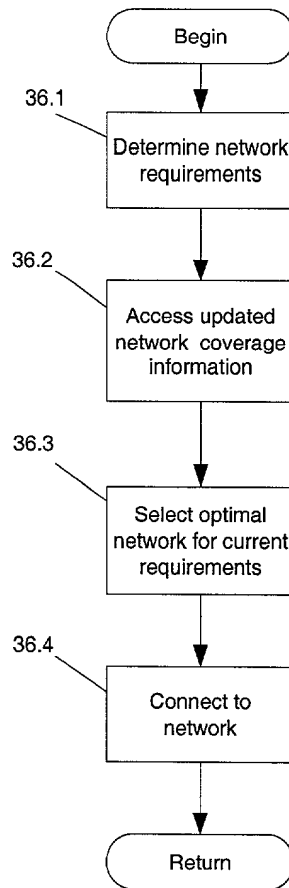 Begin
36.1
Determine network
requirements
36.2
Access updated
network coverage
information
36.3
Select optimal
network for current
requirements
36.4
Connect to
network
Return